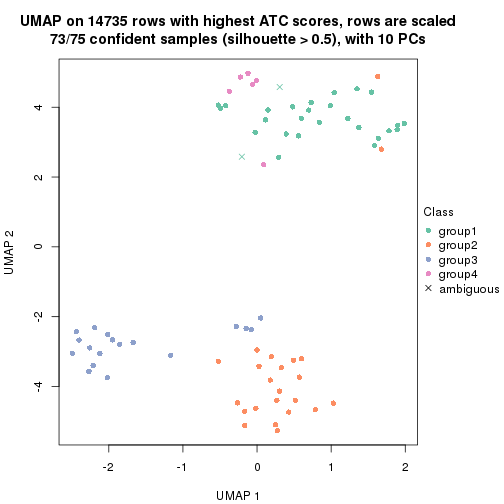 UMAP on 14735 rows with highest ATC scores, rows are scaled
73/75 confident samples (silhouette > 0.5), with 10 PCs
4
2
0
-2
-4
UMAP 2
-2
-1
0
1
2
UMAP 1
Class
group1
group2
group3
group4
ambiguous